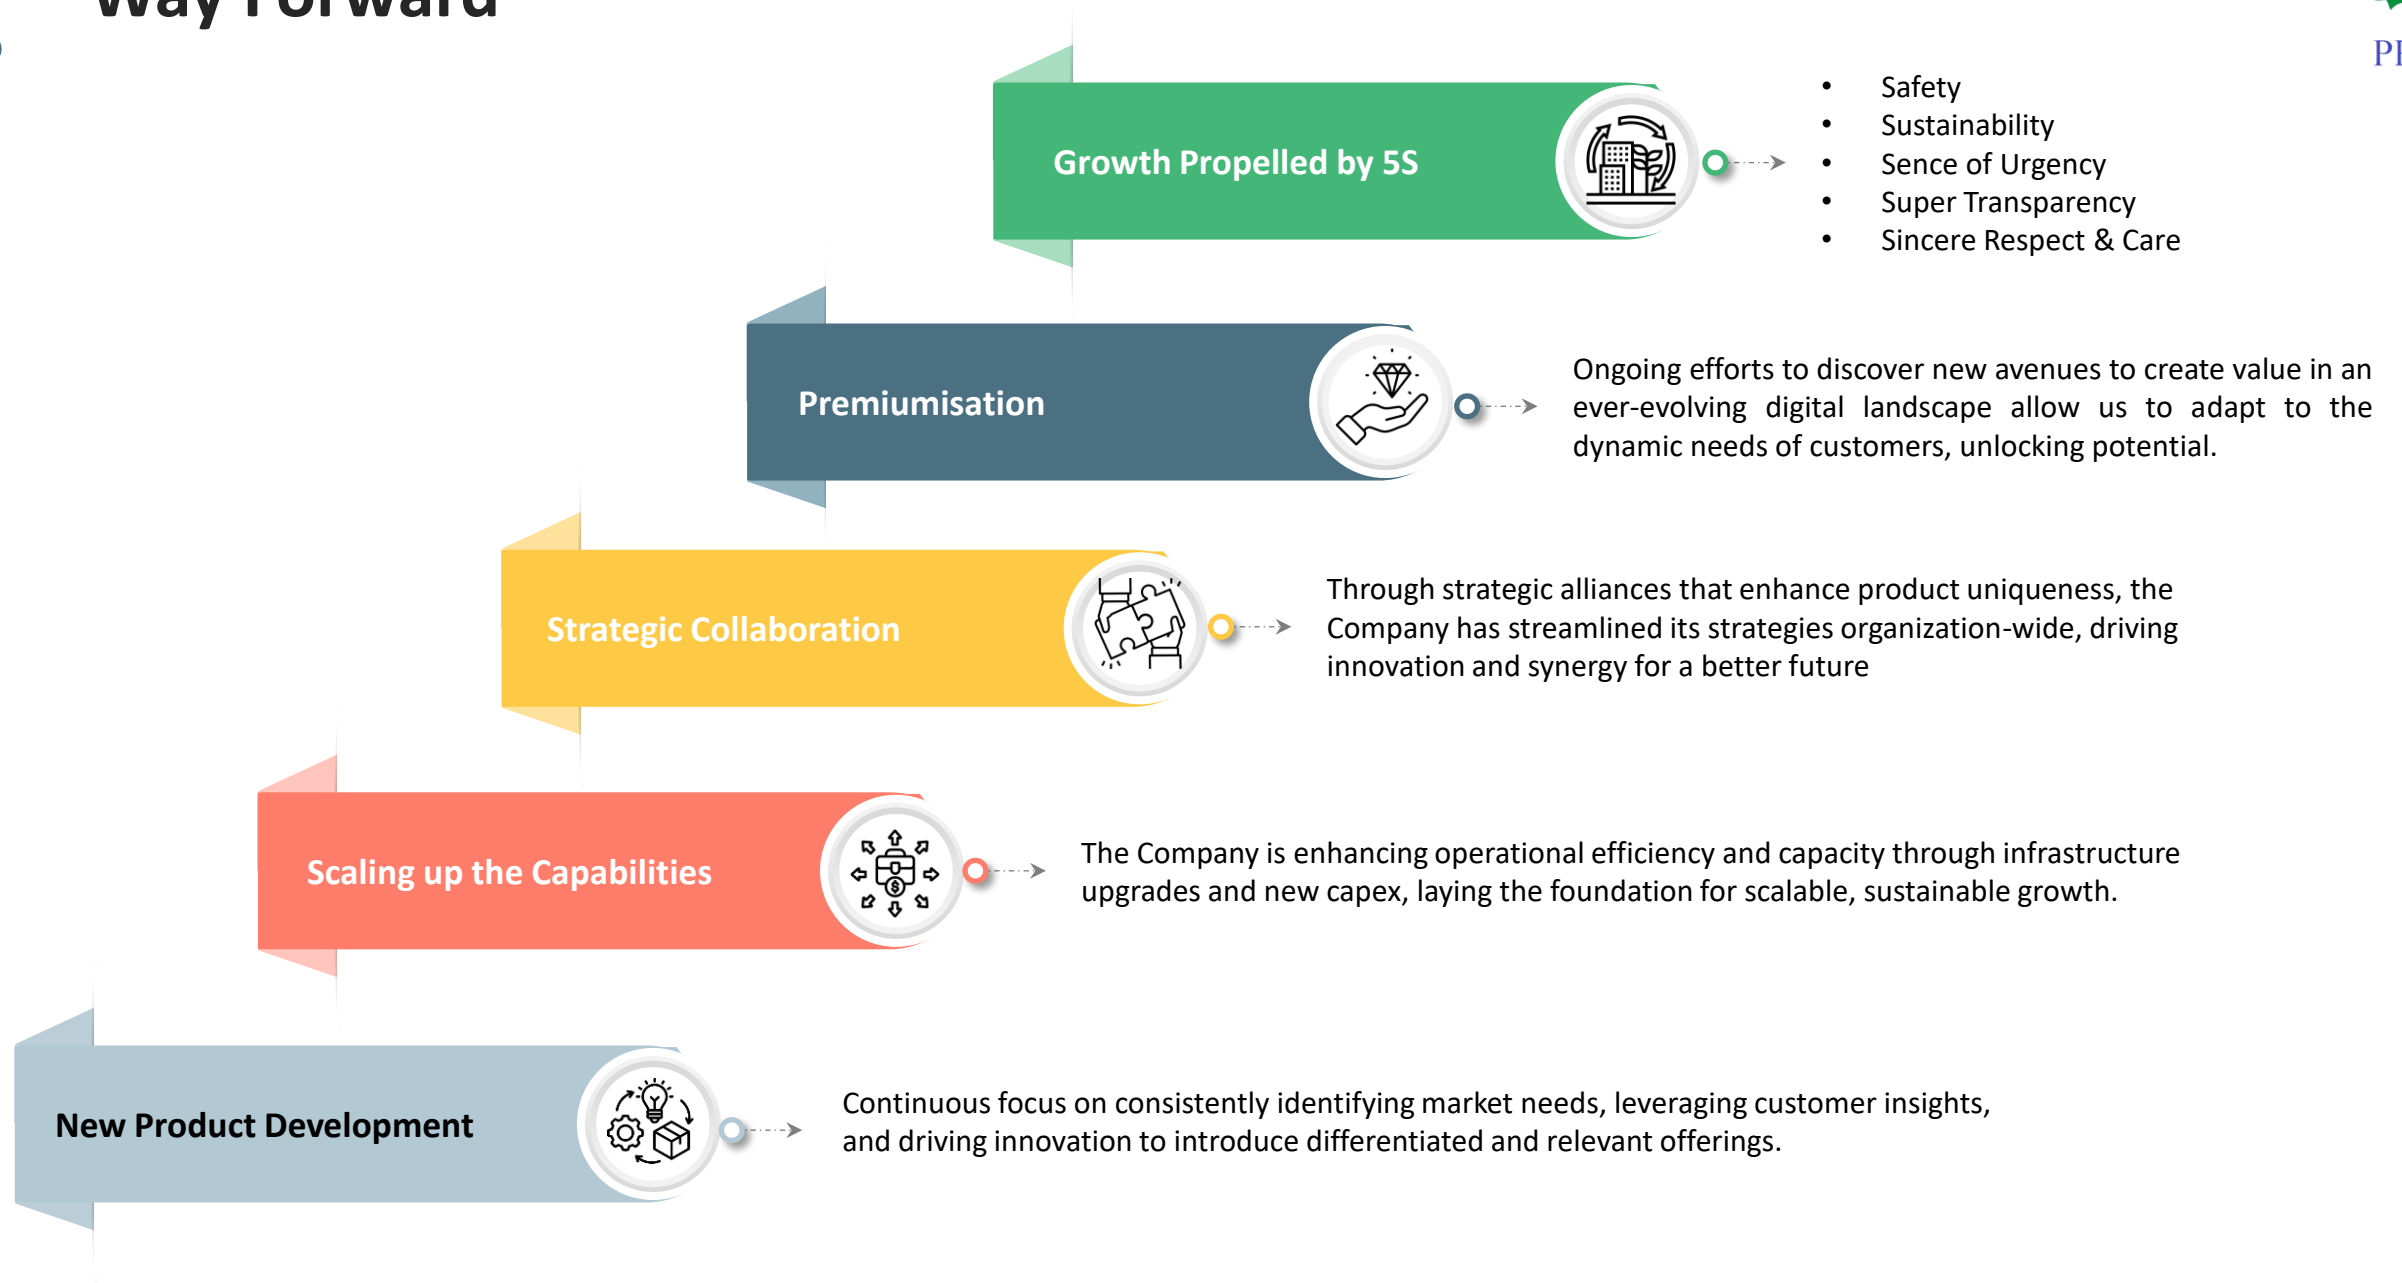 Way Forward
Growth Propelled by 5S
• Safety
• Sustainability
• Sence of Urgency
• Super Transparency
• Sincere Respect & Care
Premiumisation
Ongoing efforts to discover new avenues to create value in an
ever-evolving digital landscape allow us to adapt to the
dynamic needs of customers, unlocking potential.
Strategic Collaboration
Through strategic alliances that enhance product uniqueness, the
Company has streamlined its strategies organization-wide, driving
innovation and synergy for a better future
Scaling up the Capabilities
The Company is enhancing operational efficiency and capacity through infrastructure
upgrades and new capex, laying the foundation for scalable, sustainable growth.
New Product Development
Continuous focus on consistently identifying market needs, leveraging customer insights,
and driving innovation to introduce differentiated and relevant offerings.